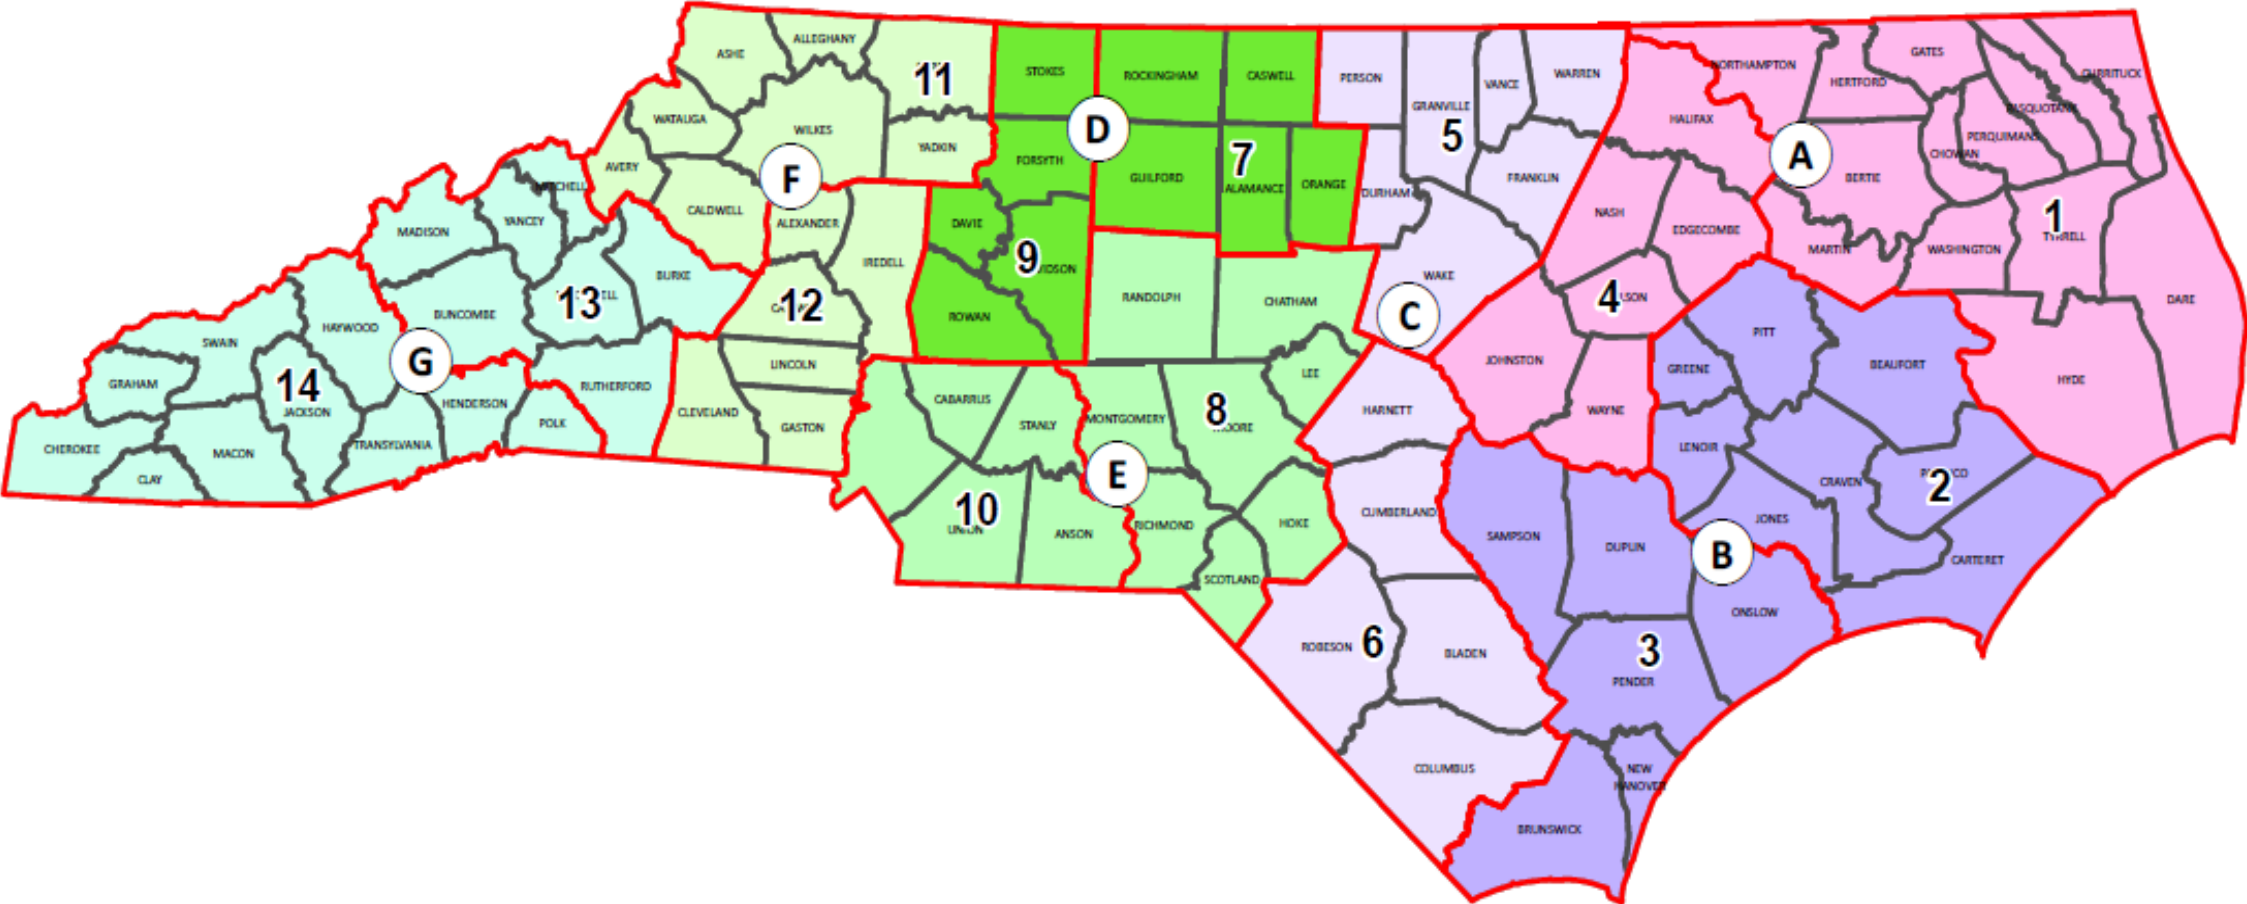 ASHE
ALLEGHANY
11
STOKES
ROCKINGHAM
CASWELL
PERSON
GRANVILLE
VANCE
WARREN
NORTHAMPTON
GATES
HERTFORD
CURRITUCK
PASQUOTANK
PERQUIMANS
CHOWAN
WATAUGA
WILKES
YADKIN
FORSYTH
D
GUILFORD
7
ALAMANCE
ORANGE
DURHAM
5
FRANKLIN
HALIFAX
A
BERTIE
MITCHELL
AVERY
F
CALDWELL
ALEXANDER
DAVIE
NASH
EDGECOMBE
MARTIN
WASHINGTON
1
TYRRELL
MADISON
YANCEY
BURKE
IREDELL
9
RANDOLPH
CHATHAM
WAKE
C
4
DARE
SWAIN
HAYWOOD
BUNCOMBE
13
12
ROWAN
JOHNSTON
PITT
GREENE
BEAUFORT
HYDE
GRAHAM
14
JACKSON
G
HENDERSON
RUTHERFORD
POLK
LINCOLN
CLEVELAND
GASTON
CABARRUS
STANLY
MONTGOMERY
8
MOORE
LEE
HARNETT
WAYNE
LENOIR
CHEROKEE
CLAY
MACON
TRANSYLVANIA
10
UNION
ANSON
E
RICHMOND
HOKE
SCOTLAND
CUMBERLAND
SAMPSON
DUPLIN
B
JONES
CRAVEN
2
CARTERET
ONSLOW
ROBESON
6
BLADEN
3
PENDER
COLUMBUS
NEW
HANOVER
BRUNSWICK